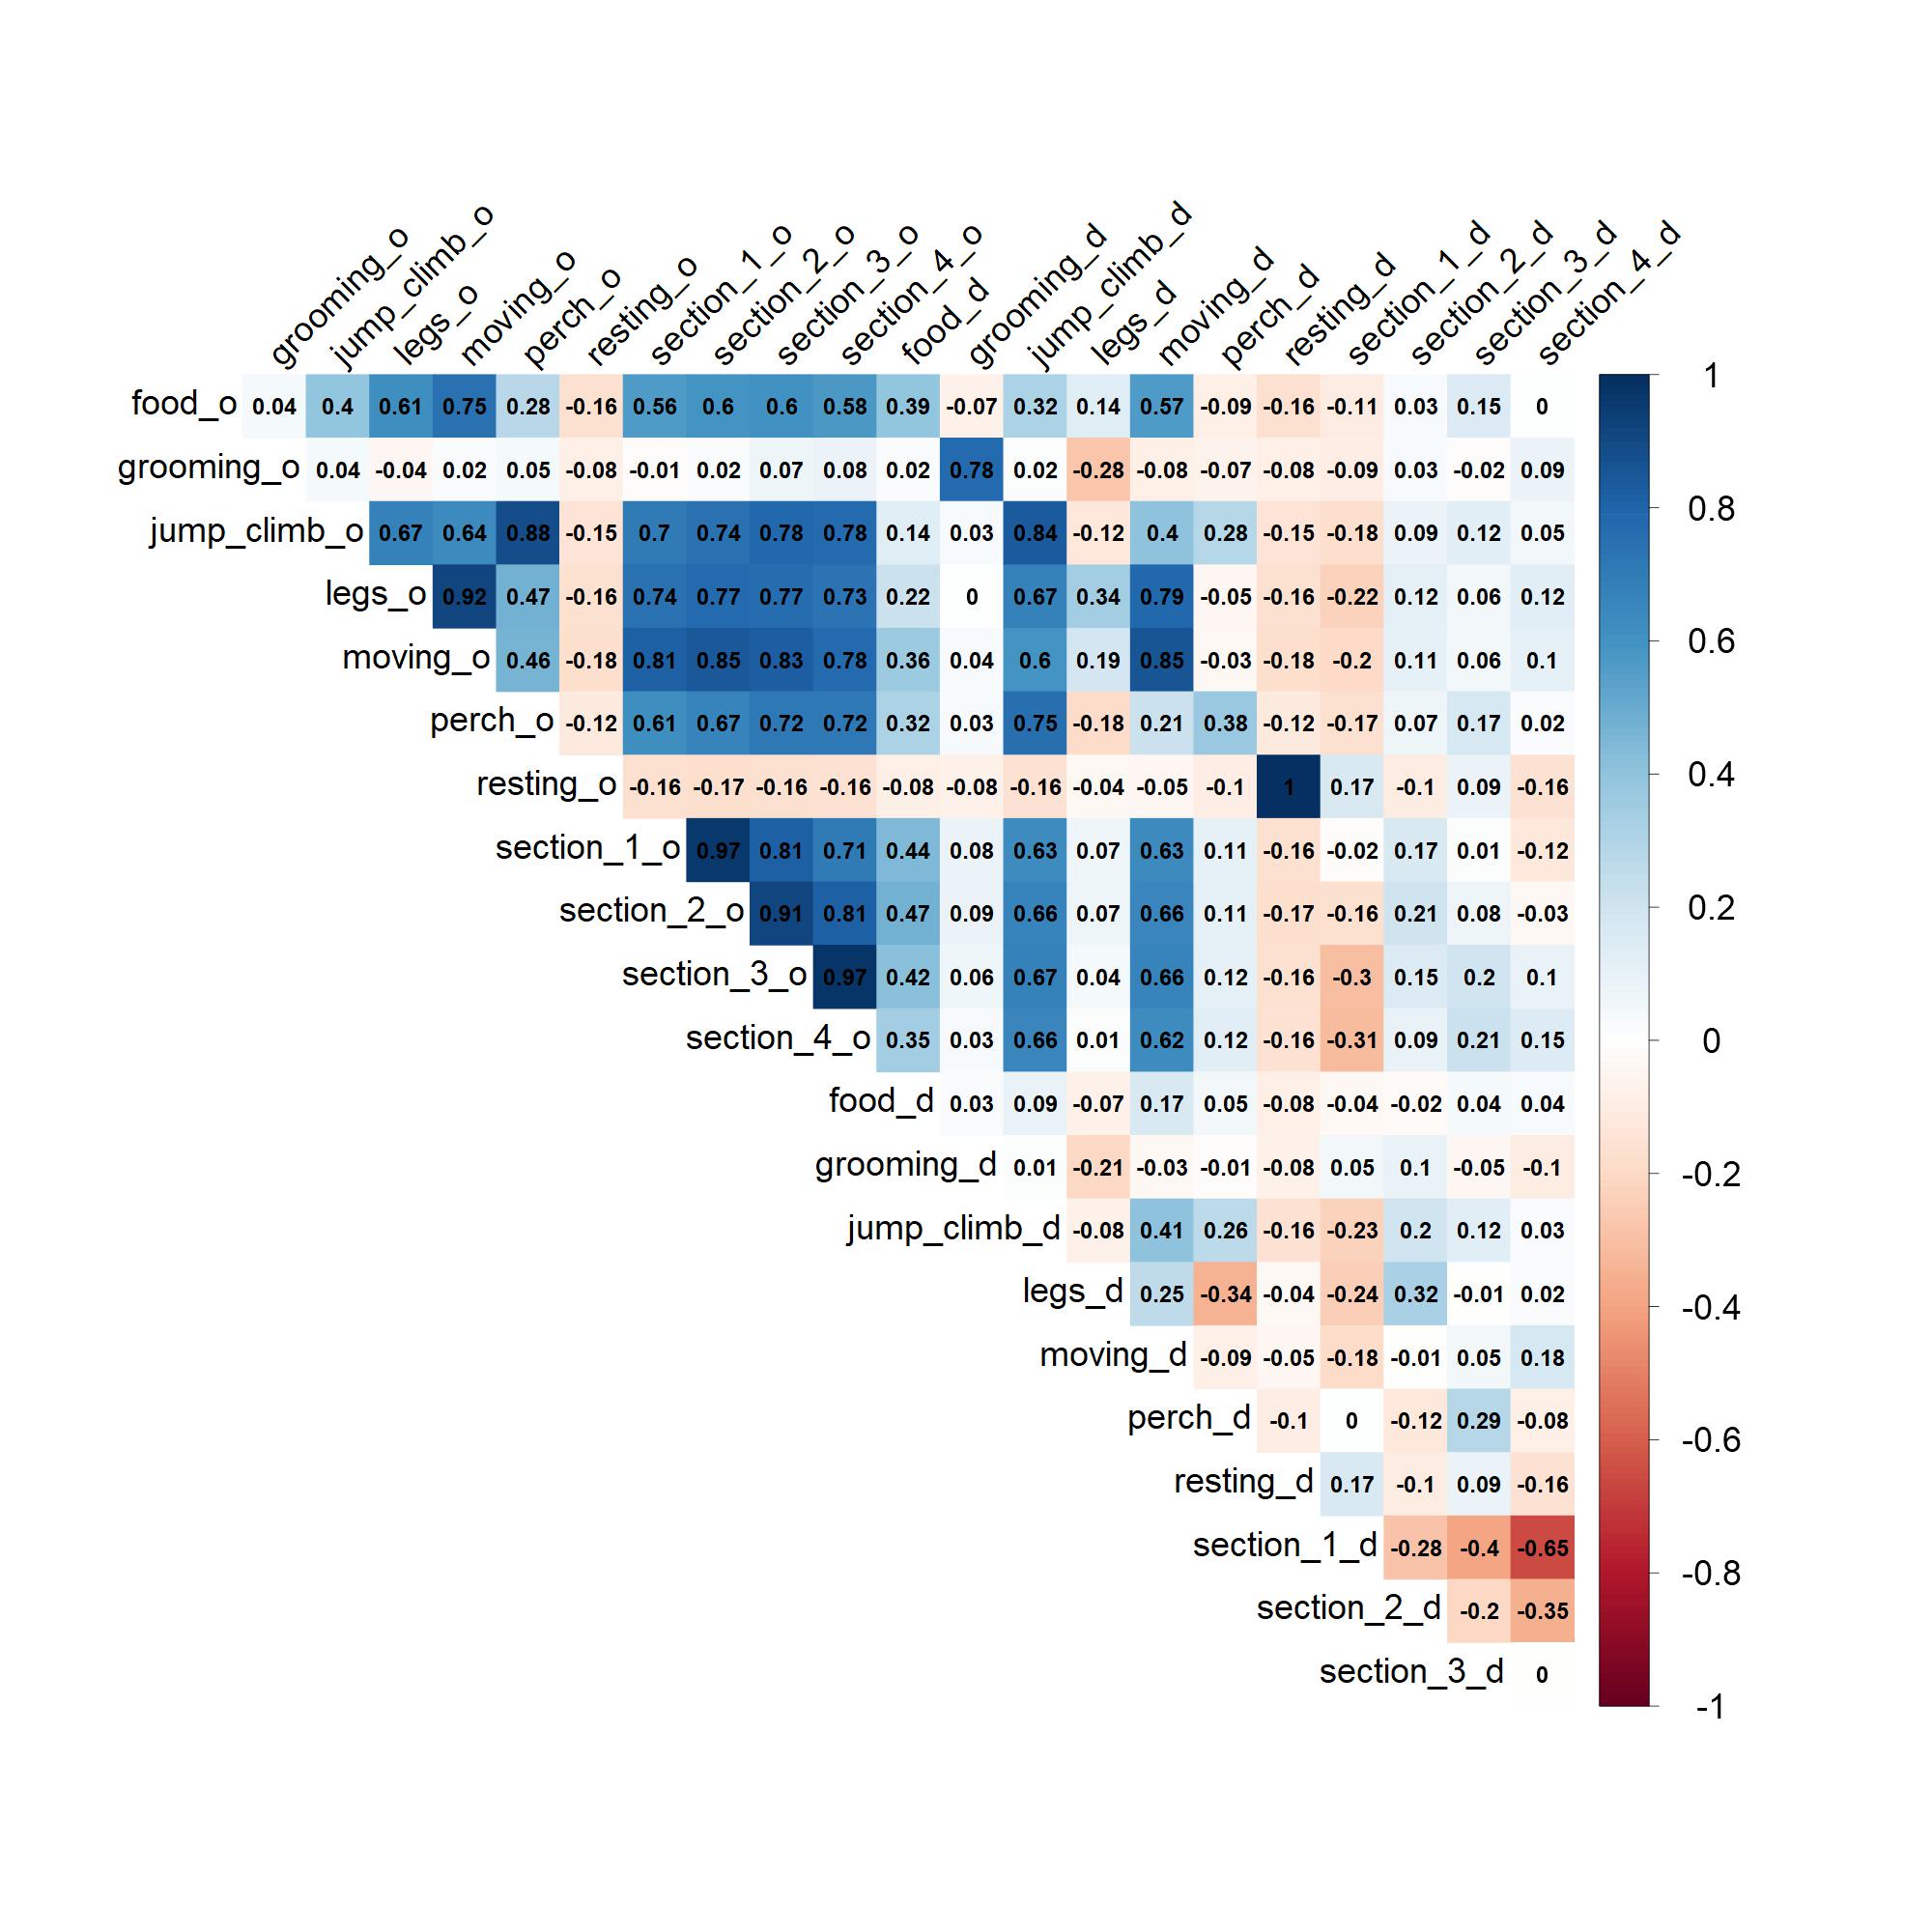 grooming_o jump_climb_o legs_o moving_o perch_o resting_o section_1_o section_2_o section_3_o section_4_o food_d grooming_d jump_climb_d legs_d moving_d perch_d resting_d section_1_d section_2_d section_3_d section_4_d
food_o 0.04 0.4 0.61 0.75 0.28 -0.16 0.56 0.6 0.6 0.58 0.39 -0.07 0.32 0.14 0.57 -0.09 -0.16 -0.11 0.03 0.15 0
grooming_o 0.04 -0.04 0.02 0.05 -0.08 -0.01 0.02 0.07 0.08 0.02 0.78 0.02 -0.28 -0.08 -0.07 -0.08 -0.09 0.03 -0.02 0.09
jump_climb_o 0.67 0.64 0.88 -0.15 0.7 0.74 0.78 0.78 0.14 0.03 0.84 -0.12 0.4 0.28 -0.15 -0.18 0.09 0.12 0.05
legs_o 0.92 0.47 -0.16 0.74 0.77 0.77 0.73 0.22 0 0.67 0.34 0.79 -0.05 -0.16 -0.22 0.12 0.06 0.12
moving_o 0.46 -0.18 0.81 0.85 0.83 0.78 0.36 0.04 0.6 0.19 0.85 -0.03 -0.18 -0.2 0.11 0.06 0.1
perch_o -0.12 0.61 0.67 0.72 0.72 0.32 0.03 0.75 -0.18 0.21 0.38 -0.12 -0.17 0.07 0.17 0.02
resting_o -0.16 -0.17 -0.16 -0.16 -0.08 -0.08 -0.16 -0.04 -0.05 -0.1 1 0.17 -0.1 0.09 -0.16
section_1_o 0.97 0.81 0.71 0.44 0.08 0.63 0.07 0.63 0.11 -0.16 -0.02 0.17 0.01 -0.12
section_2_o 0.91 0.81 0.47 0.09 0.66 0.07 0.66 0.11 -0.17 -0.16 0.21 0.08 -0.03
section_3_o 0.97 0.42 0.06 0.67 0.04 0.66 0.12 -0.16 -0.3 0.15 0.2 0.1
section_4_o 0.35 0.03 0.66 0.01 0.62 0.12 -0.16 -0.31 0.09 0.21 0.15
food_d 0.03 0.09 -0.07 0.17 0.05 -0.08 -0.04 -0.02 0.04 0.04
grooming_d 0.01 -0.21 -0.03 -0.01 -0.08 0.05 0.1 -0.05 -0.1
jump_climb_d -0.08 0.41 0.26 -0.16 -0.23 0.2 0.12 0.03
legs_d 0.25 -0.34 -0.04 -0.24 0.32 -0.01 0.02
moving_d -0.09 -0.05 -0.18 -0.01 0.05 0.18
perch_d -0.1 0 -0.12 0.29 -0.08
resting_d 0.17 -0.1 0.09 -0.16
section_1_d -0.28 -0.4 -0.65
section_2_d -0.2 -0.35
section_3_d 0
1
0.8
0.6
0.4
0.2
0
-0.2
-0.4
-0.6
-0.8
-1